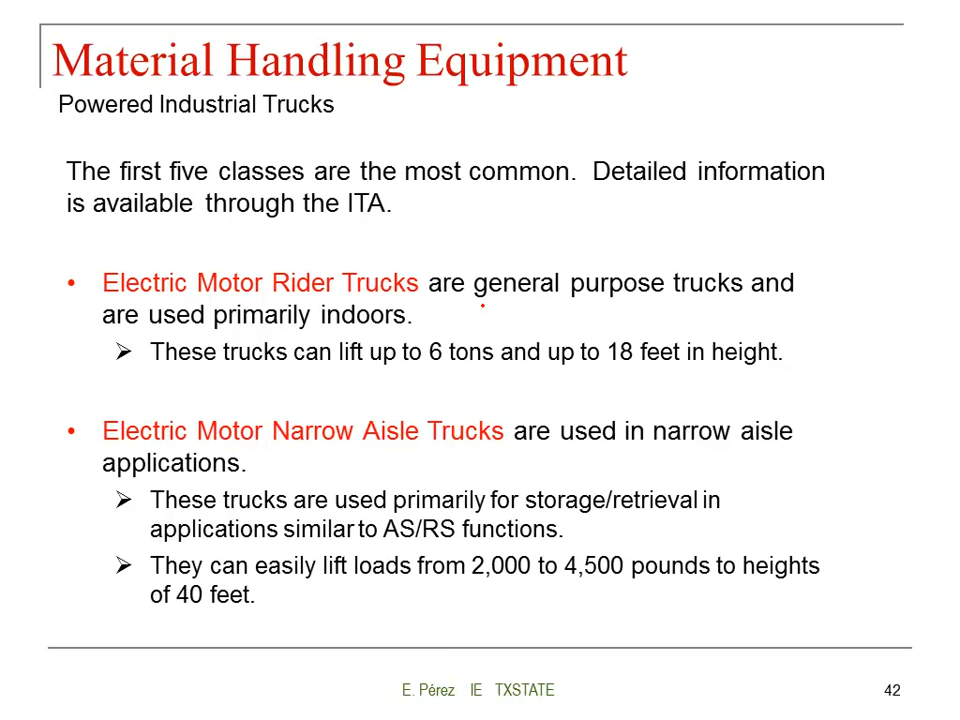 Material Handling Equipment
Powered Industrial Trucks
The first five classes are the most common. Detailed information
is available through the ITA.
• Electric Motor Rider Trucks are general purpose trucks and
are used primarily indoors.
➢ These trucks can lift up to 6 tons and up to 18 feet in height.
• Electric Motor Narrow Aisle Trucks are used in narrow aisle
applications.
➢ These trucks are used primarily for storage/retrieval in
applications similar to AS/RS functions.
➢ They can easily lift loads from 2,000 to 4,500 pounds to heights
of 40 feet.
E. Pérez IE TXSTATE
42